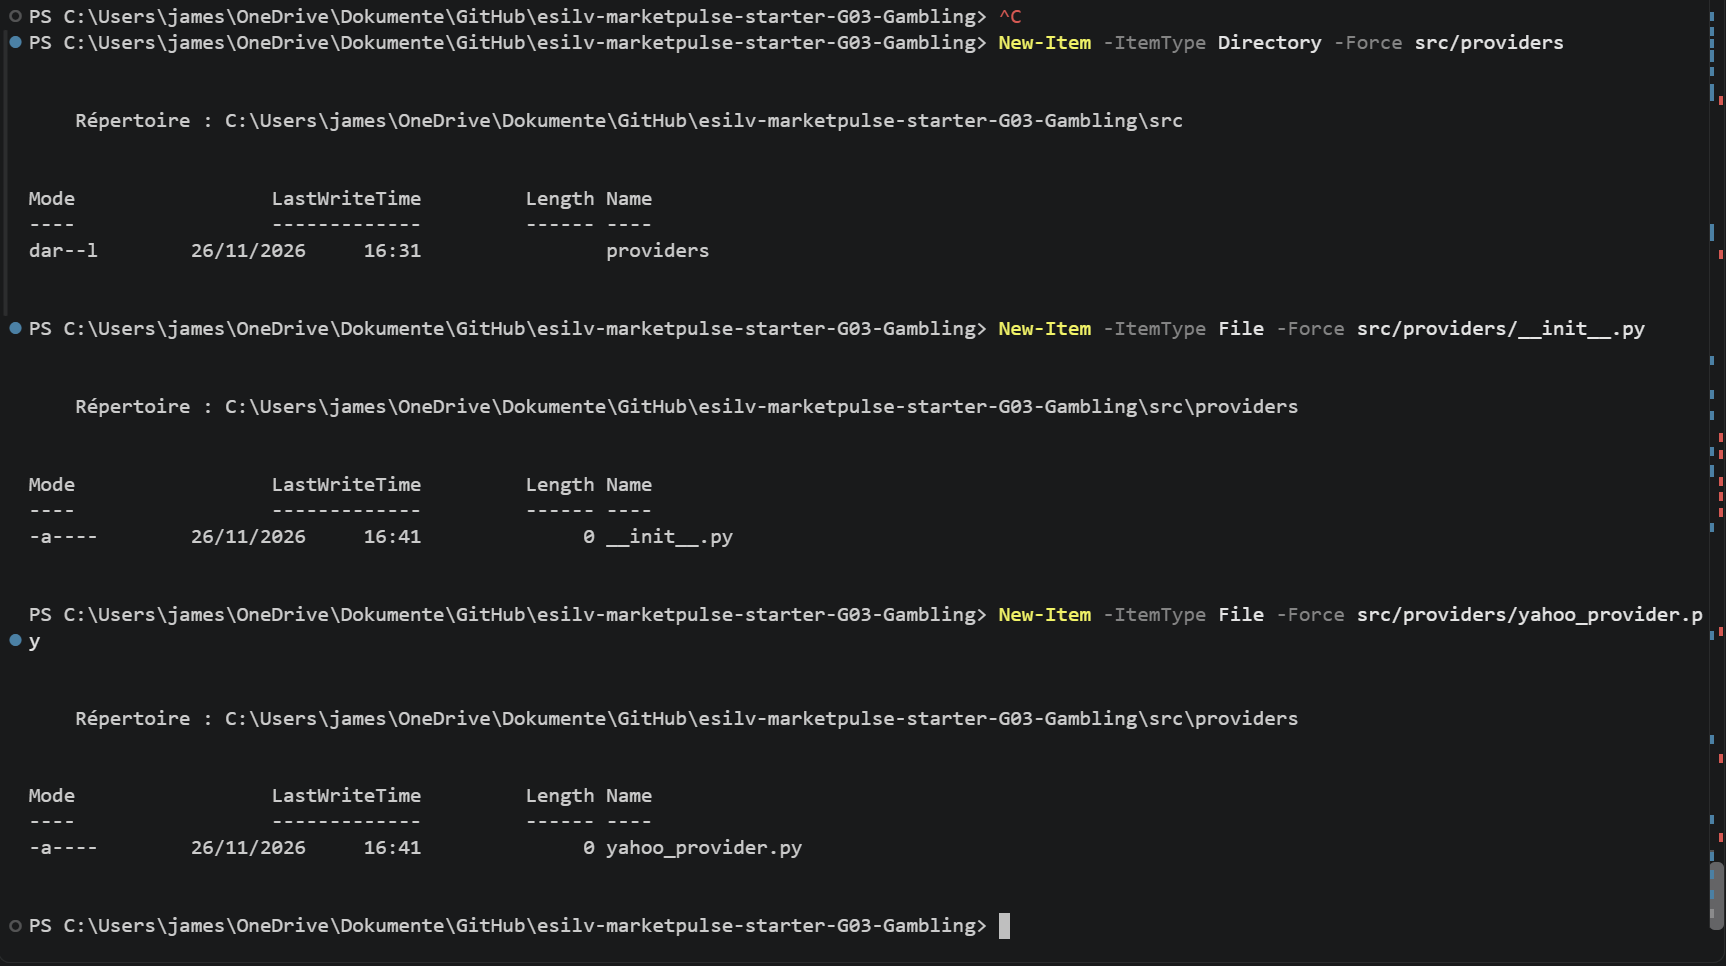 PS C:\Users\james\OneDrive\Dokumente\GitHub\esilv-marketpulse-starter-G03-Gambling> ^C
PS C:\Users\james\OneDrive\Dokumente\GitHub\esilv-marketpulse-starter-G03-Gambling> New-Item -ItemType Directory -Force src/providers
Répertoire : C:\Users\james\OneDrive\Dokumente\GitHub\esilv-marketpulse-starter-G03-Gambling\src
Mode LastWriteTime Length Name
---- ------------- ------ ----
dar--l 26/11/2026 16:31 providers
PS C:\Users\james\OneDrive\Dokumente\GitHub\esilv-marketpulse-starter-G03-Gambling> New-Item -ItemType File -Force src/providers/__init__.py
Répertoire : C:\Users\james\OneDrive\Dokumente\GitHub\esilv-marketpulse-starter-G03-Gambling\src\providers
Mode LastWriteTime Length Name
---- ------------- ------ ----
-a---- 26/11/2026 16:41 0 __init__.py
PS C:\Users\james\OneDrive\Dokumente\GitHub\esilv-marketpulse-starter-G03-Gambling> New-Item -ItemType File -Force src/providers/yahoo_provider.p
y
Répertoire : C:\Users\james\OneDrive\Dokumente\GitHub\esilv-marketpulse-starter-G03-Gambling\src\providers
Mode LastWriteTime Length Name
---- ------------- ------ ----
-a---- 26/11/2026 16:41 0 yahoo_provider.py
PS C:\Users\james\OneDrive\Dokumente\GitHub\esilv-marketpulse-starter-G03-Gambling>